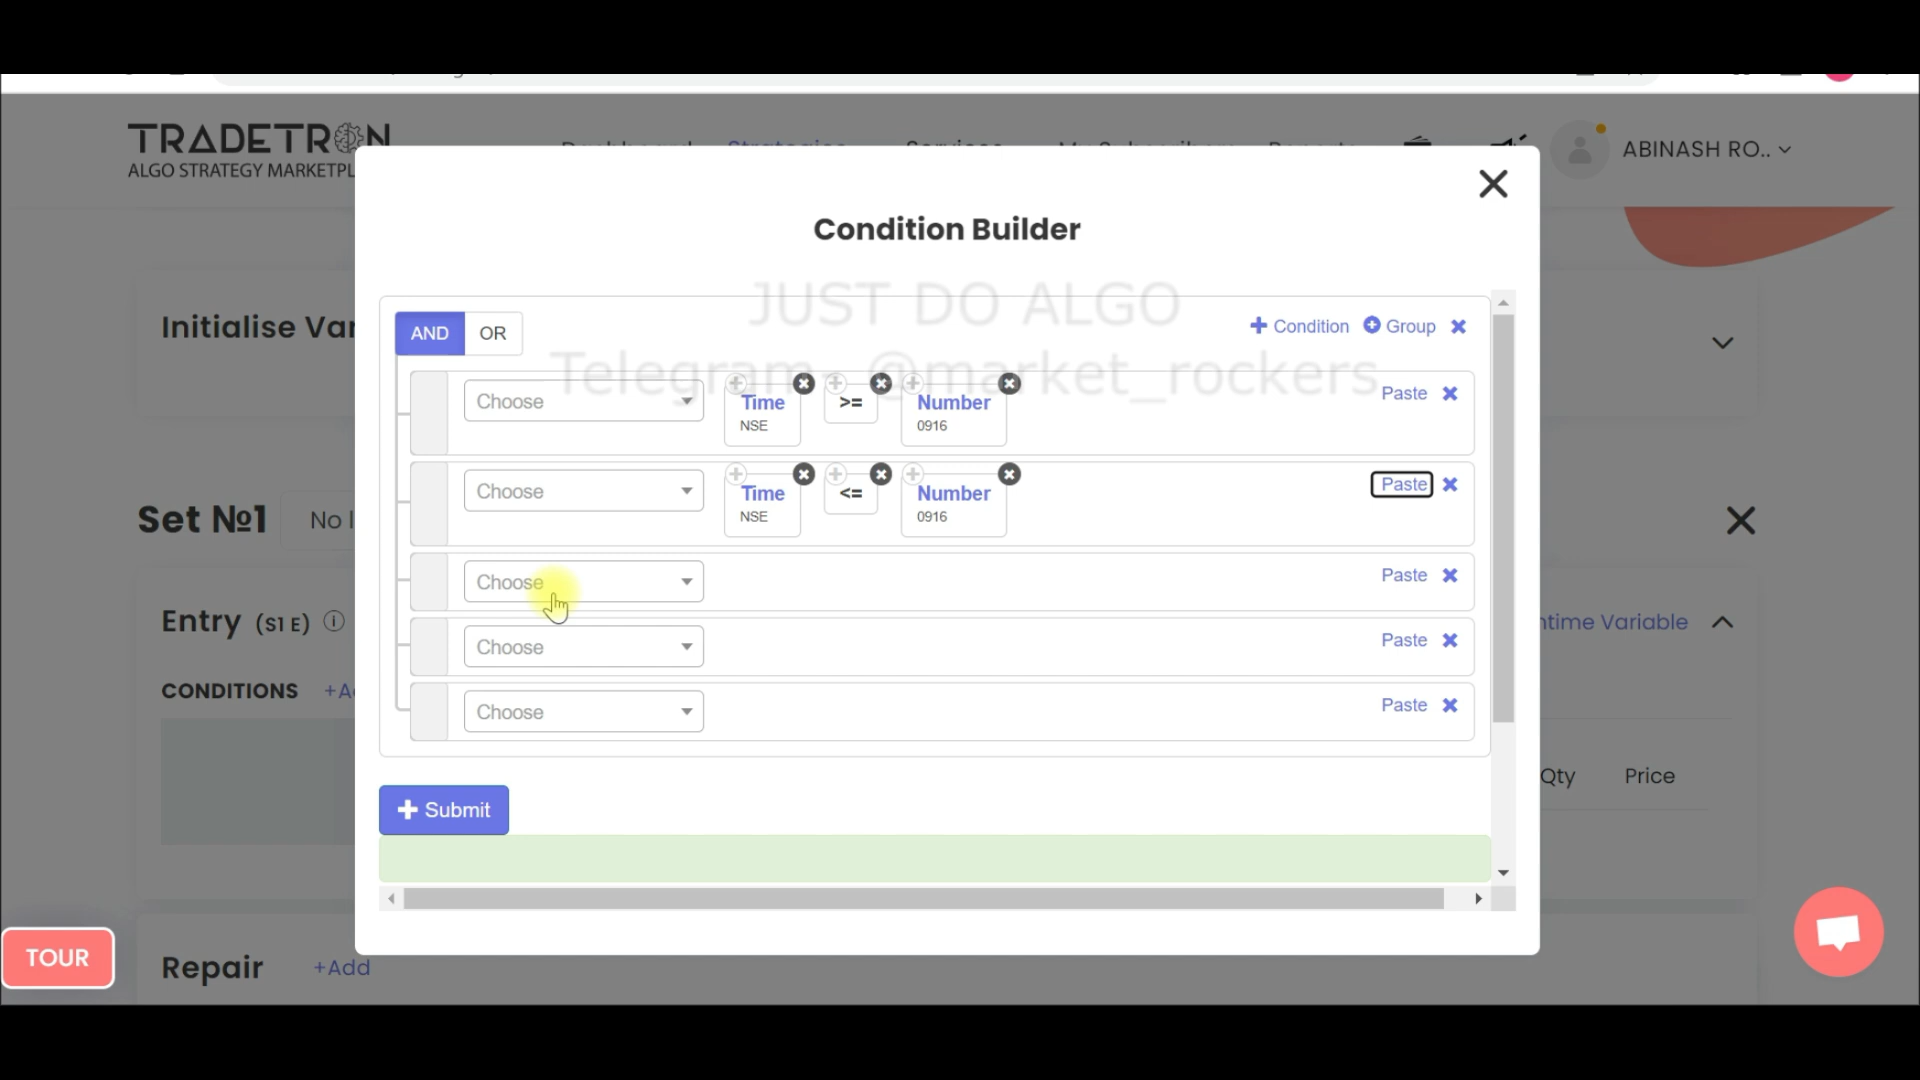 TRADETRON
ALGO STRATEGY MARKETPL
ABINASH RO..
Condition Builder
JUST DO ALGO
Telegram @market_rockers
Initialise Var
AND OR
Condition Group
Choose Time NSE >= Number 0916 Paste
Choose Time NSE <= Number 0916 Paste
Set №1 No l
Choose Paste
Entry (S1 E)
ntime Variable
Choose Paste
CONDITIONS +A
Choose Paste
Qty Price
Submit
TOUR
Repair +Add